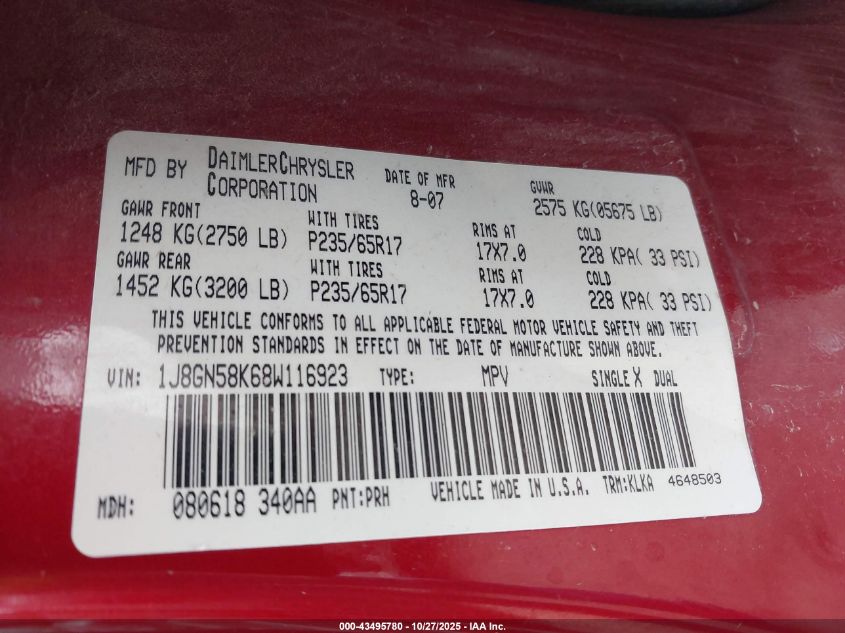 MFD BY DAIMLERCHRYSLER CORPORATION DATE OF MFR 8-07 GVWR 2575 KG(05675 LB)
GAWR FRONT WITH TIRES RIMS AT COLD
1248 KG(2750 LB) P235/65R17 17X7.0 228 KPA( 33 PSI)
GAWR REAR WITH TIRES RIMS AT COLD
1452 KG(3200 LB) P235/65R17 17X7.0 228 KPA( 33 PSI)
THIS VEHICLE CONFORMS TO ALL APPLICABLE FEDERAL MOTOR VEHICLE SAFETY AND THEFT
PREVENTION STANDARDS IN EFFECT ON THE DATE OF MANUFACTURE SHOWN ABOVE.
VIN: 1J8GN58K68W116923 TYPE: MPV SINGLE X DUAL
MDH: 080618 340AA PNT:PRH VEHICLE MADE IN U.S.A. TRM:KLKA 4648503
000-43495780 - 10/27/2025 - IAA Inc.